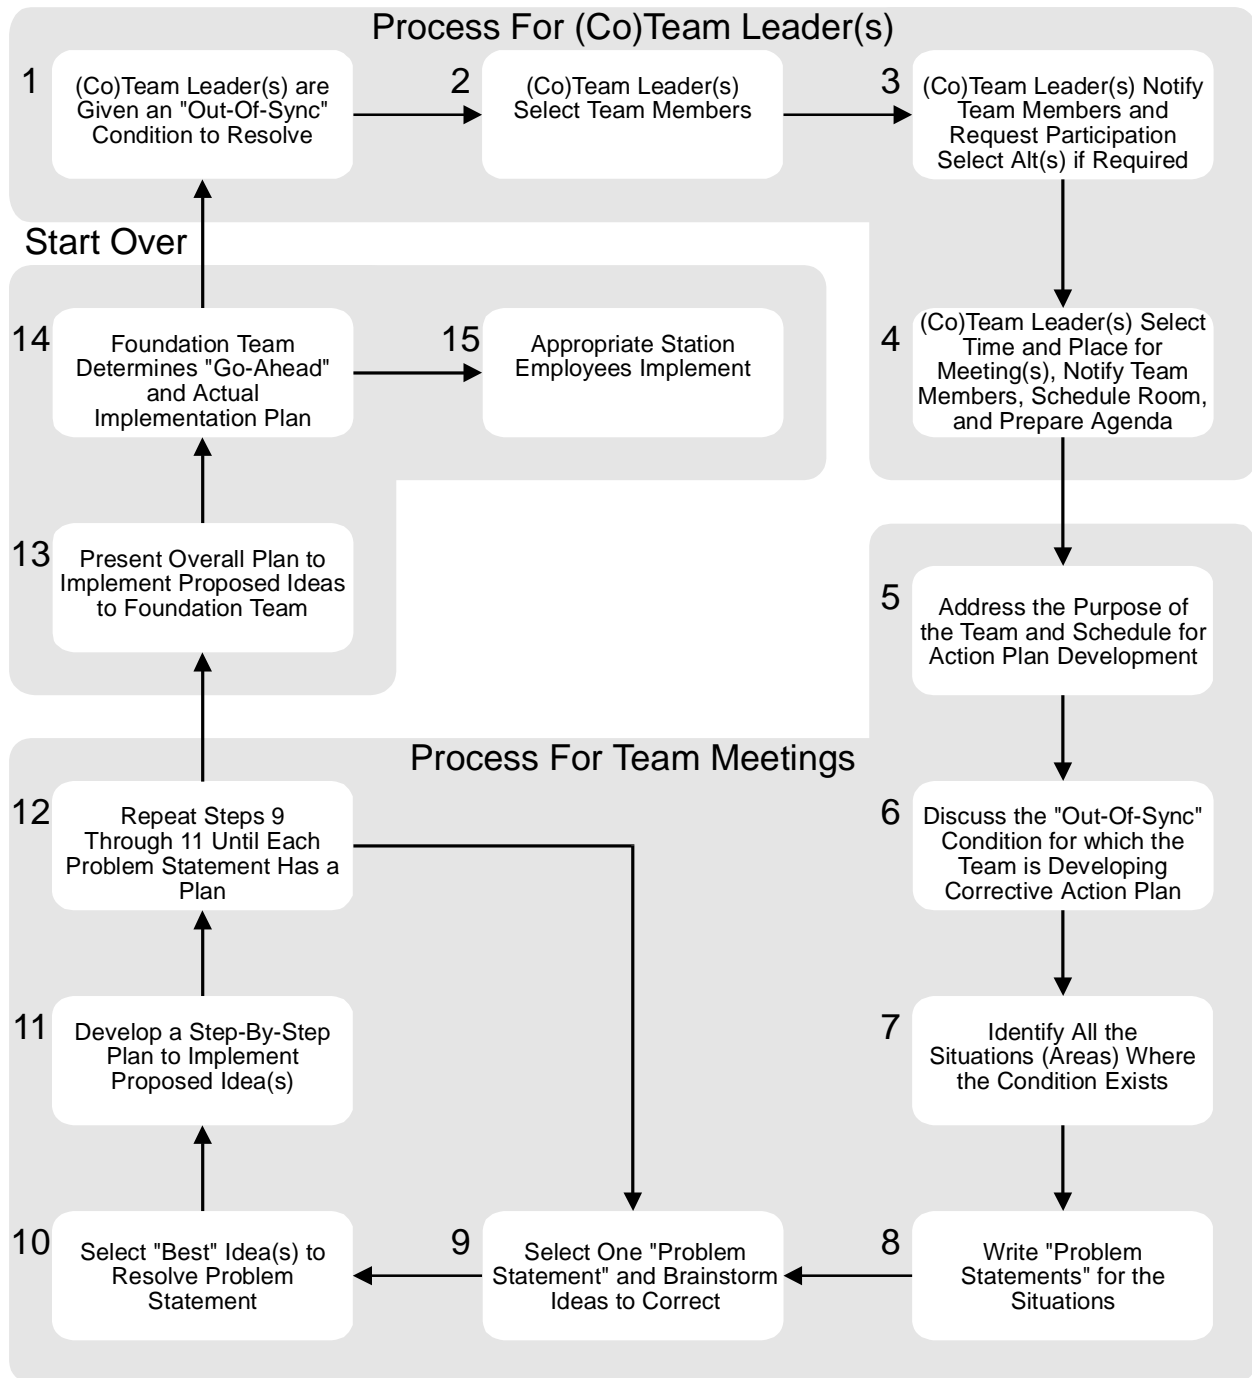 Process For (Co)Team Leader(s)
1
(Co)Team Leader(s) are
Given an "Out-Of-Sync"
Condition to Resolve
2
(Co)Team Leader(s)
Select Team Members
3
(Co)Team Leader(s) Notify
Team Members and
Request Participation
Select Alt(s) if Required
4
(Co)Team Leader(s) Select
Time and Place for
Meeting(s), Notify Team
Members, Schedule Room,
and Prepare Agenda
5
Address the Purpose of
the Team and Schedule for
Action Plan Development
Process For Team Meetings
6
Discuss the "Out-Of-Sync"
Condition for which the
Team is Developing
Corrective Action Plan
7
Identify All the
Situations (Areas) Where
the Condition Exists
8
Write "Problem
Statements" for the
Situations
9
Select One "Problem
Statement" and Brainstorm
Ideas to Correct
10
Select "Best" Idea(s) to
Resolve Problem
Statement
11
Develop a Step-By-Step
Plan to Implement
Proposed Idea(s)
12
Repeat Steps 9
Through 11 Until Each
Problem Statement Has a
Plan
13
Present Overall Plan to
Implement Proposed Ideas
to Foundation Team
14
Foundation Team
Determines "Go-Ahead"
and Actual
Implementation Plan
15
Appropriate Station
Employees Implement
Start Over